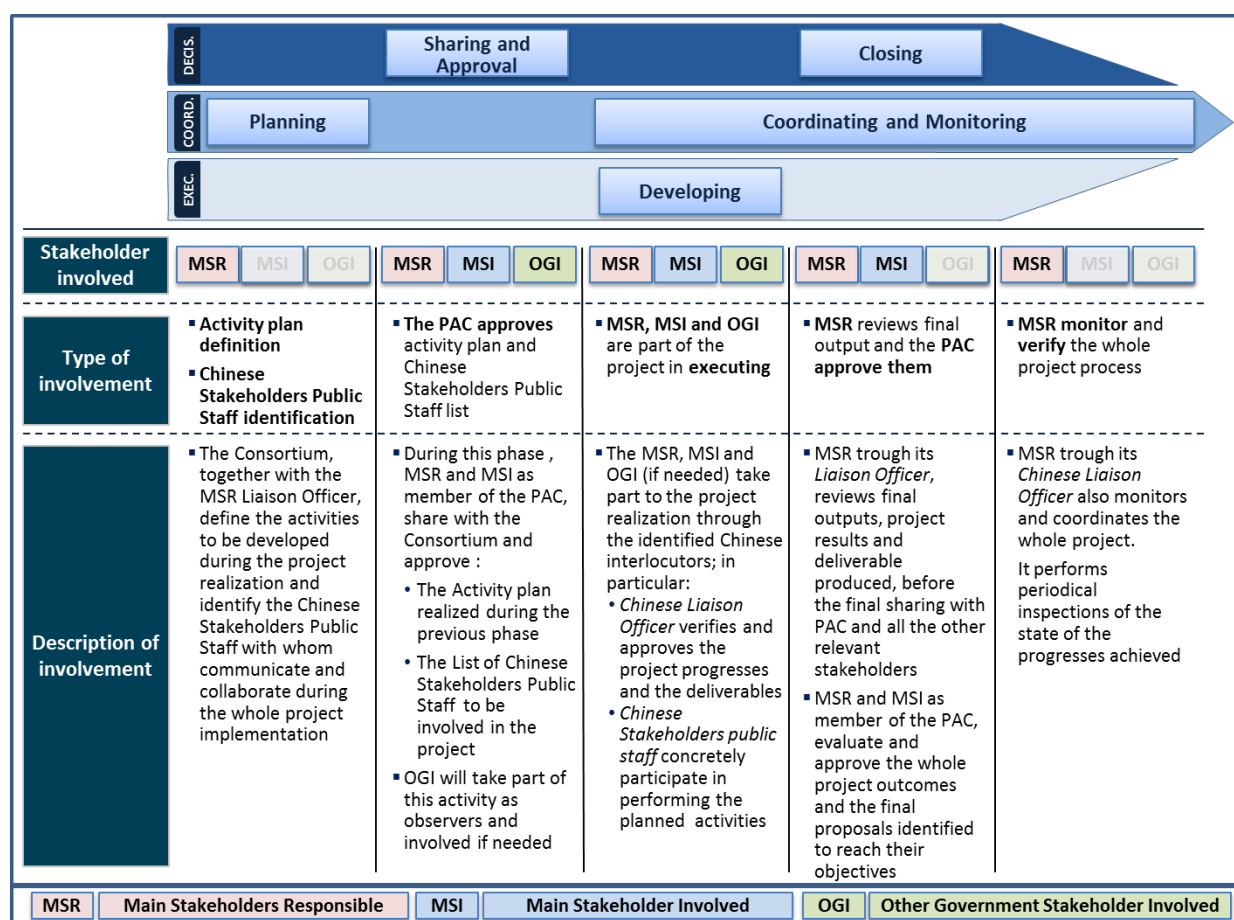 DECIS.
Sharing and
Approval
Closing
COORD.
Planning
Coordinating and Monitoring
EXEC.
Developing
Stakeholder
involved
MSR MSI OGI
MSR MSI OGI
MSR MSI OGI
MSR MSI OGI
MSR MSI OGI
Type of
involvement
▪ Activity plan
definition
▪ Chinese
Stakeholders Public
Staff identification
▪ The PAC approves
activity plan and
Chinese
Stakeholders Public
Staff list
▪ MSR, MSI and OGI
are part of the
project in executing
▪ MSR reviews final
output and the PAC
approve them
▪ MSR monitor and
verify the whole
project process
Description of
involvement
▪ The Consortium,
together with the
MSR Liaison Officer,
define the activities
to be developed
during the project
realization and
identify the Chinese
Stakeholders Public
Staff with whom
communicate and
collaborate during
the whole project
implementation
▪ During this phase ,
MSR and MSI as
member of the PAC,
share with the
Consortium and
approve :
• The Activity plan
realized during the
previous phase
• The List of Chinese
Stakeholders Public
Staff to be
involved in the
project
▪ OGI will take part of
this activity as
observers and
involved if needed
▪ The MSR, MSI and
OGI (if needed) take
part to the project
realization through
the identified Chinese
interlocutors; in
particular:
• Chinese Liaison
Officer verifies and
approves the
project progresses
and the deliverables
• Chinese
Stakeholders public
staff concretely
participate in
performing the
planned activities
▪ MSR trough its
Liaison Officer,
reviews final
outputs, project
results and
deliverable
produced, before
the final sharing with
PAC and all the other
relevant
stakeholders
▪ MSR and MSI as
member of the PAC,
evaluate and
approve the whole
project outcomes
and the final
proposals identified
to reach their
objectives
▪ MSR trough its
Chinese Liaison
Officer also monitors
and coordinates the
whole project.
It performs
periodical
inspections of the
state of the
progresses achieved
MSR Main Stakeholders Responsible MSI Main Stakeholder Involved OGI Other Government Stakeholder Involved